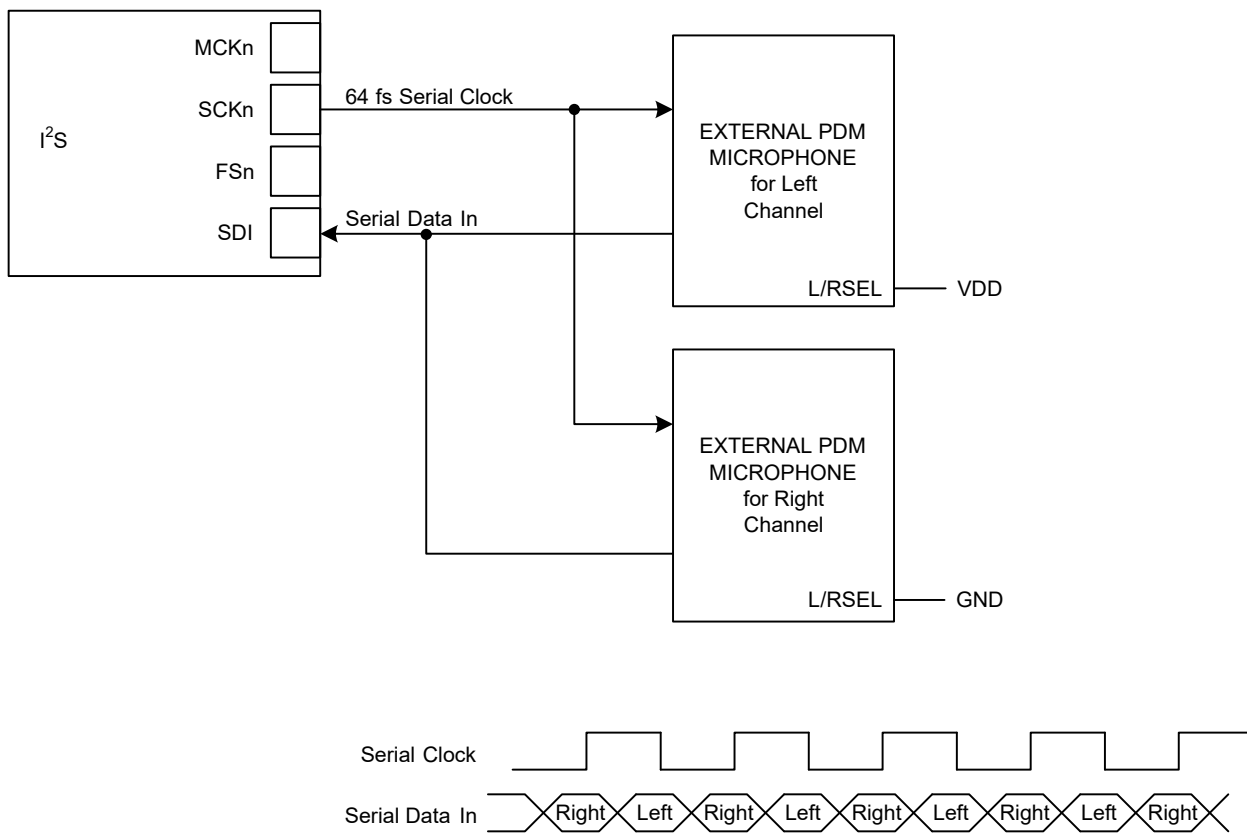 I²S
MCKn
SCKn
FSn
SDI
64 fs Serial Clock
Serial Data In
EXTERNAL PDM
MICROPHONE
for Left
Channel
L/RSEL
VDD
EXTERNAL PDM
MICROPHONE
for Right
Channel
L/RSEL
GND
Serial Clock
Serial Data In
Right Left Right Left Right Left Right Left Right